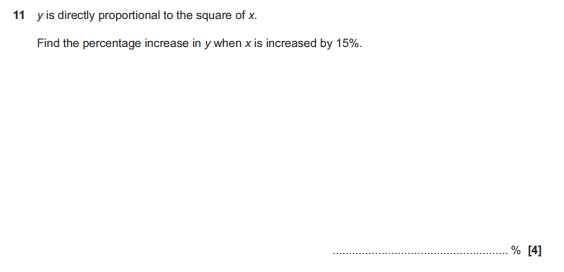 11 y is directly proportional to the square of x.
Find the percentage increase in y when x is increased by 15%.
.......................................................... % [4]